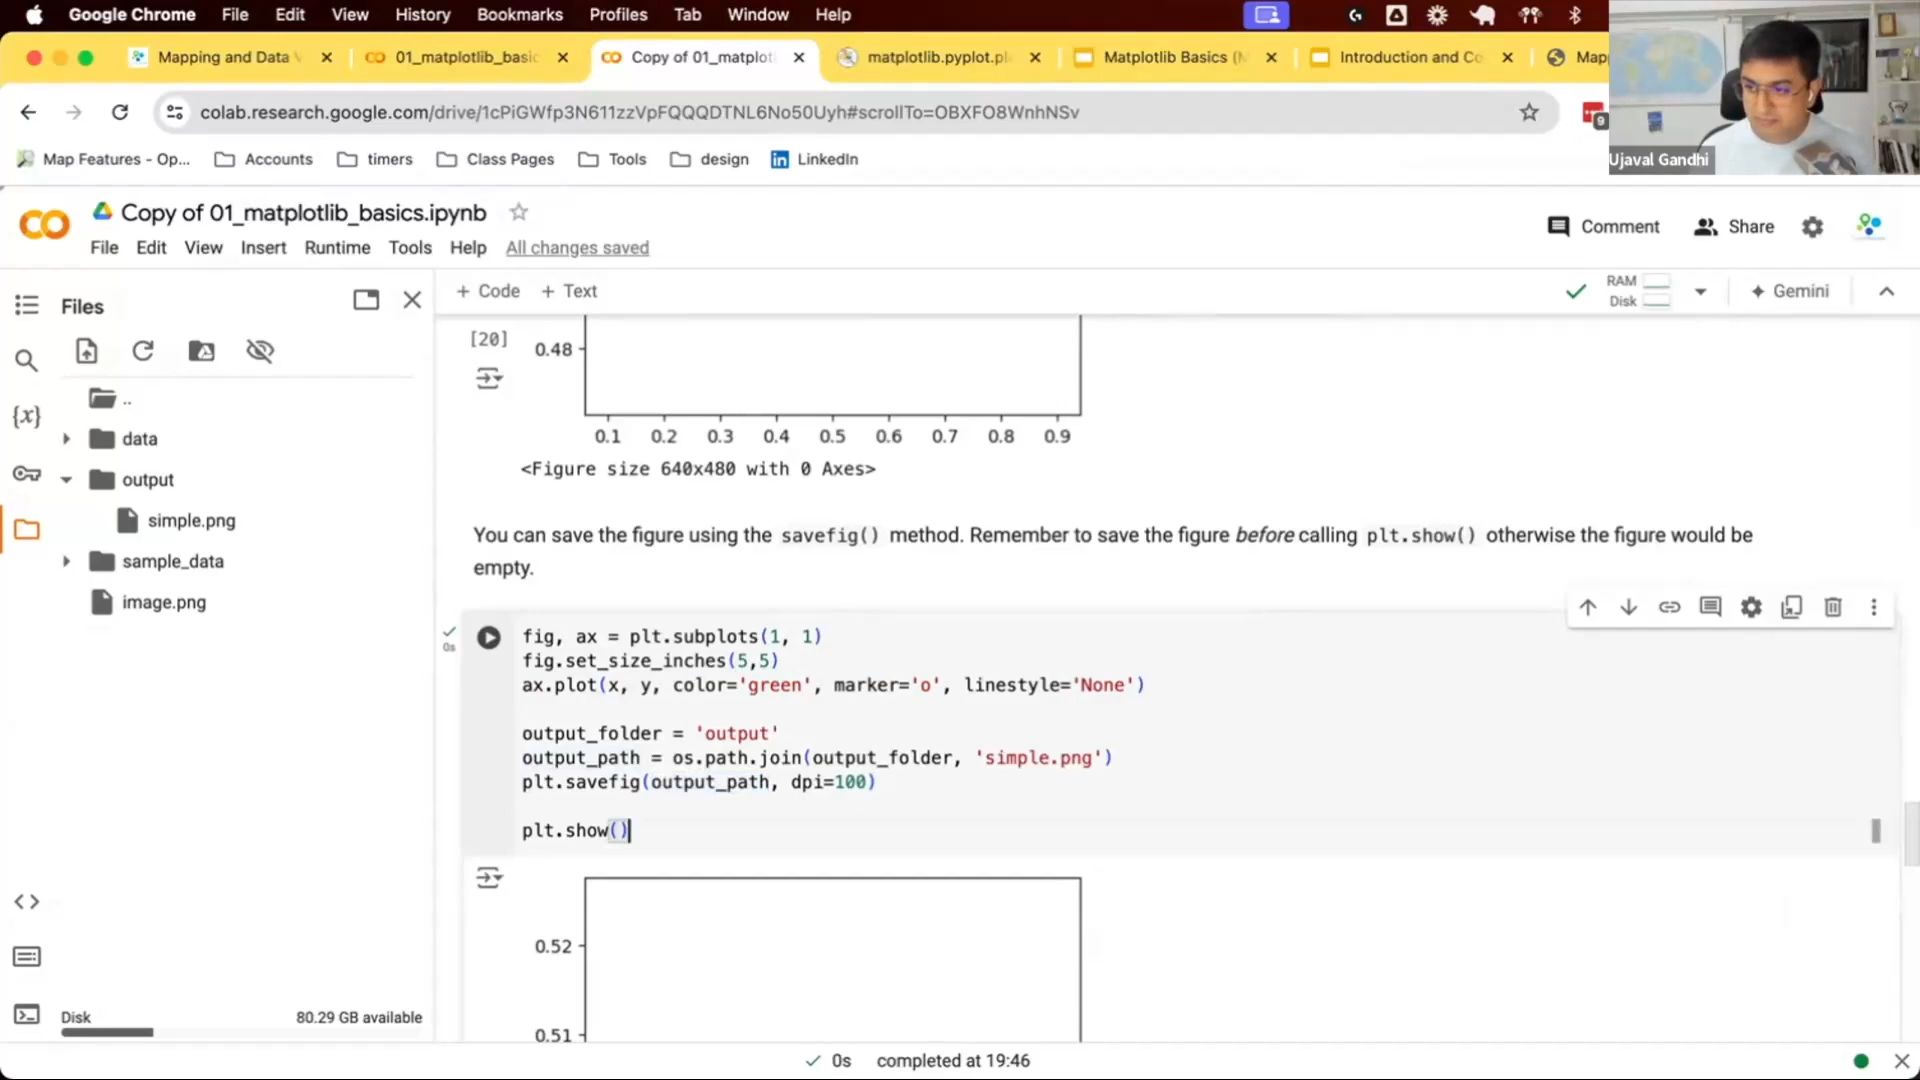 Google Chrome File Edit View History Bookmarks Profiles Tab Window Help
Mapping and Data
01_matplotlib_basic
Copy of 01_matplotl
matplotlib.pyplot.pl
Matplotlib Basics (M
Introduction and Co
Mapp
colab.research.google.com/drive/1cPiGWfp3N611zzVpFQQQDTNL6No50Uyh#scrollTo=OBXFO8WnhNSv
9
Ujaval Gandhi
Map Features - Op... Accounts timers Class Pages Tools design LinkedIn
Copy of 01_matplotlib_basics.ipynb
Comment Share
File Edit View Insert Runtime Tools Help All changes saved
Files
+ Code + Text
RAM
Disk
Gemini
..
data
output
simple.png
sample_data
image.png
Disk 80.29 GB available
[20]
0.48
0.1 0.2 0.3 0.4 0.5 0.6 0.7 0.8 0.9
<Figure size 640x480 with 0 Axes>
You can save the figure using the savefig() method. Remember to save the figure before calling plt.show() otherwise the figure would be
empty.
0s
fig, ax = plt.subplots(1, 1)
fig.set_size_inches(5,5)
ax.plot(x, y, color='green', marker='o', linestyle='None')
output_folder = 'output'
output_path = os.path.join(output_folder, 'simple.png')
plt.savefig(output_path, dpi=100)
plt.show()
0.52
0.51
0s completed at 19:46